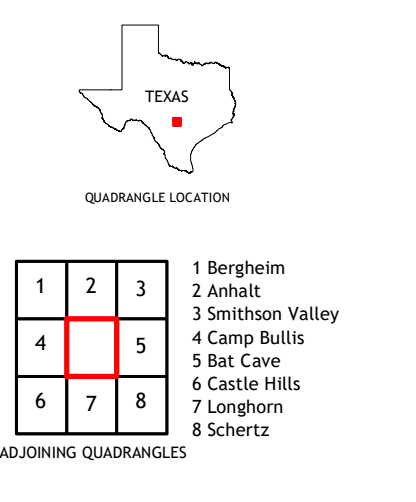 TEXAS
QUADRANGLE LOCATION
1 2 3
4 5
6 7 8
1 Bergheim
2 Anhalt
3 Smithson Valley
4 Camp Bullis
5 Bat Cave
6 Castle Hills
7 Longhorn
8 Schertz
ADJOINING QUADRANGLES